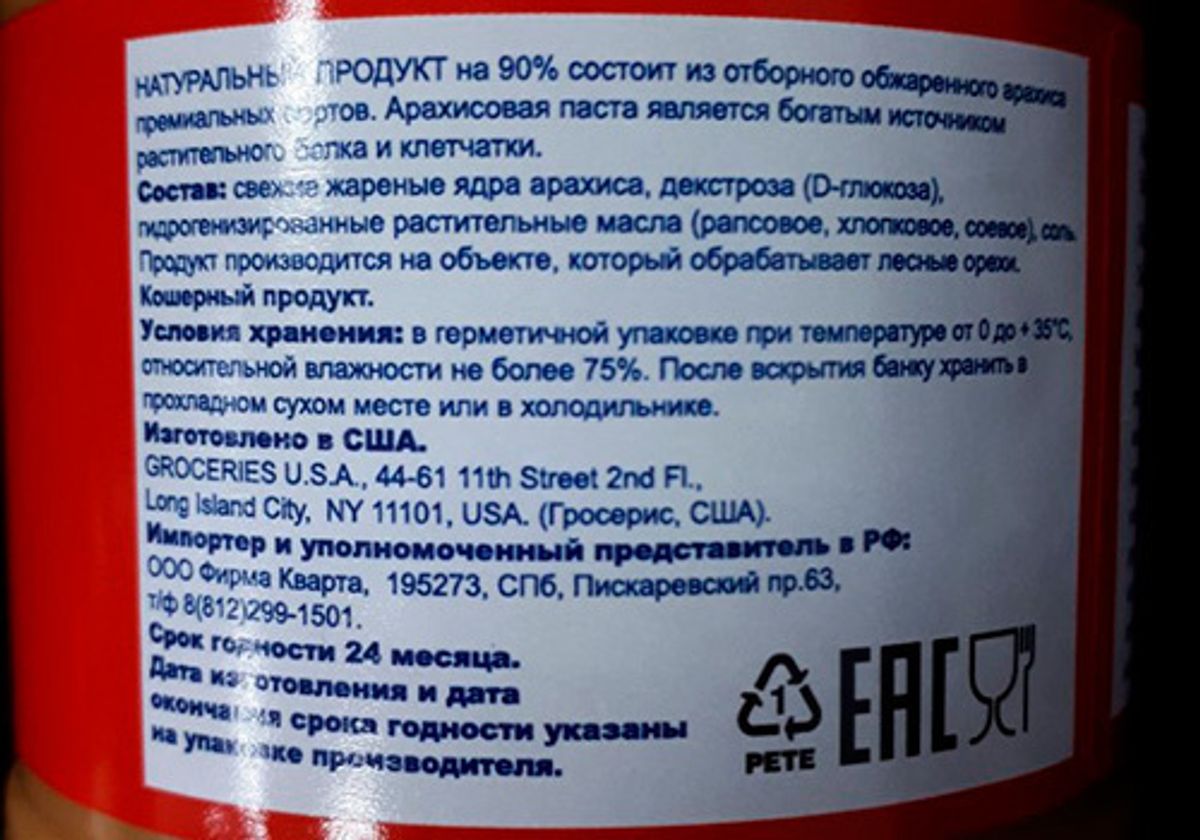 НАТУРАЛЬНЫЙ ПРОДУКТ на 90% состоит из отборного обжаренного арахиса
премиальных сортов. Арахисовая паста является богатым источником
растительного белка и клетчатки.
Состав: свежие жареные ядра арахиса, декстроза (D-глюкоза),
гидрогенизированные растительные масла (рапсовое, хлопковое, соевое), соль.
Продукт производится на объекте, который обрабатывает лесные орехи.
Кошерный продукт.
Условия хранения: в герметичной упаковке при температуре от 0 до + 35°C,
относительной влажности не более 75%. После вскрытия банку хранить в
прохладном сухом месте или в холодильнике.
Изготовлено в США.
GROCERIES U.S.A., 44-61 11th Street 2nd Fl.,
Long Island City, NY 11101, USA. (Гросерис, США).
Импортер и уполномоченный представитель в РФ:
ООО Фирма Кварта, 195273, СПб, Пискаревский пр.63,
т/ф 8(812)299-1501.
Срок годности 24 месяца.
Дата изготовления и дата
окончания срока годности указаны
на упаковке производителя.
1
PETE
EAC